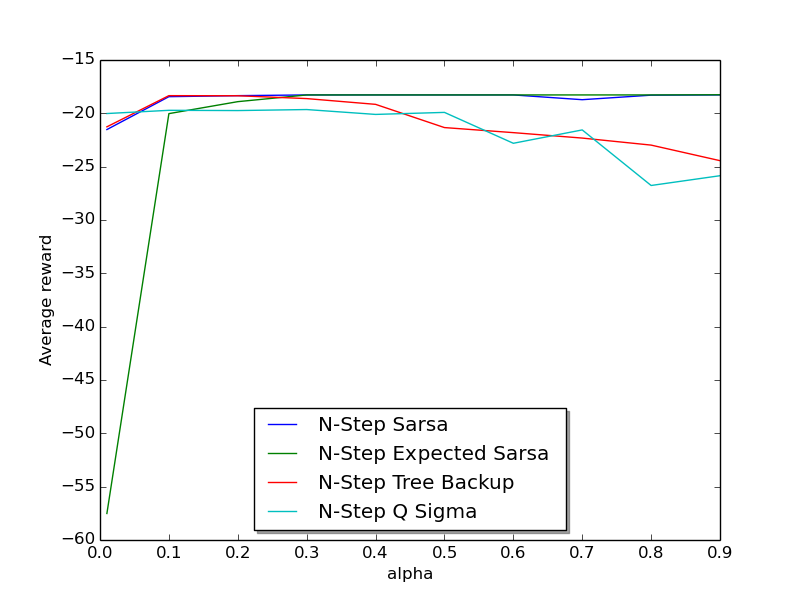 −15
−20
−25
−30
−35
−40
−45
−50
−55
−60
Average reward
N-Step Sarsa
N-Step Expected Sarsa
N-Step Tree Backup
N-Step Q Sigma
0.0 0.1 0.2 0.3 0.4 0.5 0.6 0.7 0.8 0.9
alpha